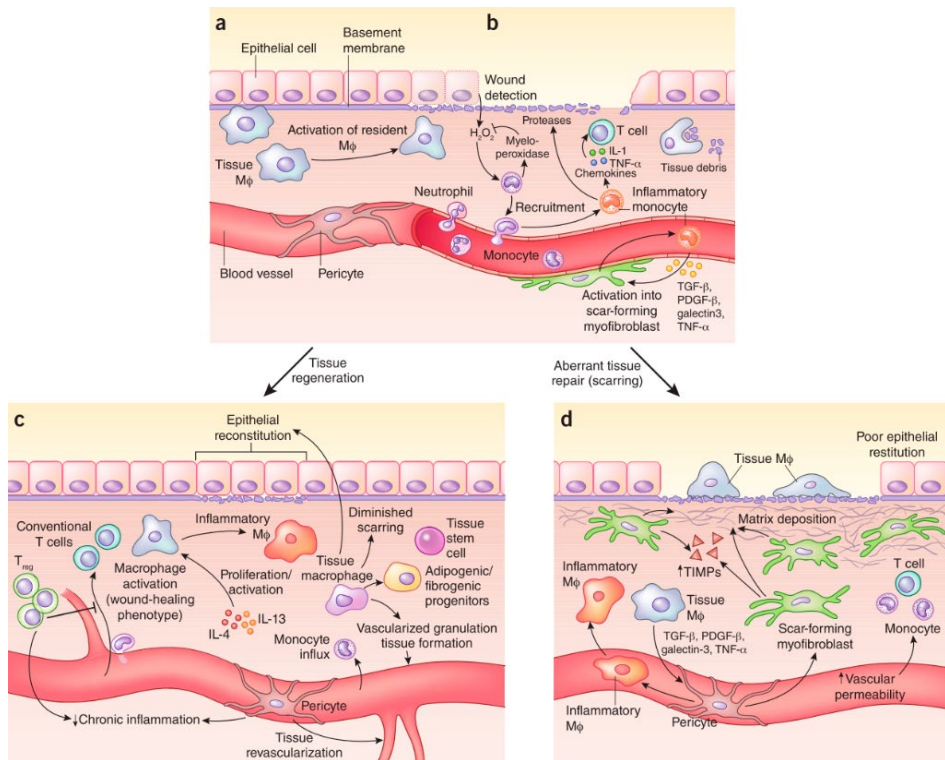 a
b
Epithelial cell
Basement
membrane
Wound
detection
Activation of resident
Mϕ
Tissue
Mϕ
H2O2
Myelo-
peroxidase
Proteases
T cell
IL-1
TNF-α
Chemokines
Tissue debris
Neutrophil
Recruitment
Inflammatory
monocyte
Monocyte
Blood vessel
Pericyte
Activation into
scar-forming
myofibroblast
TGF-β,
PDGF-β,
galectin3,
TNF-α
Tissue
regeneration
Aberrant tissue
repair (scarring)
c
Epithelial
reconstitution
Conventional
T cells
Treg
Inflammatory
Mϕ
Macrophage
activation
(wound-healing
phenotype)
Proliferation/
activation
IL-4
IL-13
Diminished
scarring
Tissue
macrophage
Tissue
stem
cell
Adipogenic/
fibrogenic
progenitors
Vascularized granulation
tissue formation
Monocyte
influx
Pericyte
↓Chronic inflammation
Tissue
revascularization
d
Tissue Mϕ
Poor epithelial
restitution
Matrix deposition
↑TIMPs
Inflammatory
Mϕ
Tissue
Mϕ
T cell
TGF-β, PDGF-β,
galectin-3, TNF-α
Scar-forming
myofibroblast
Monocyte
↑Vascular
permeability
Inflammatory
Mϕ
Pericyte